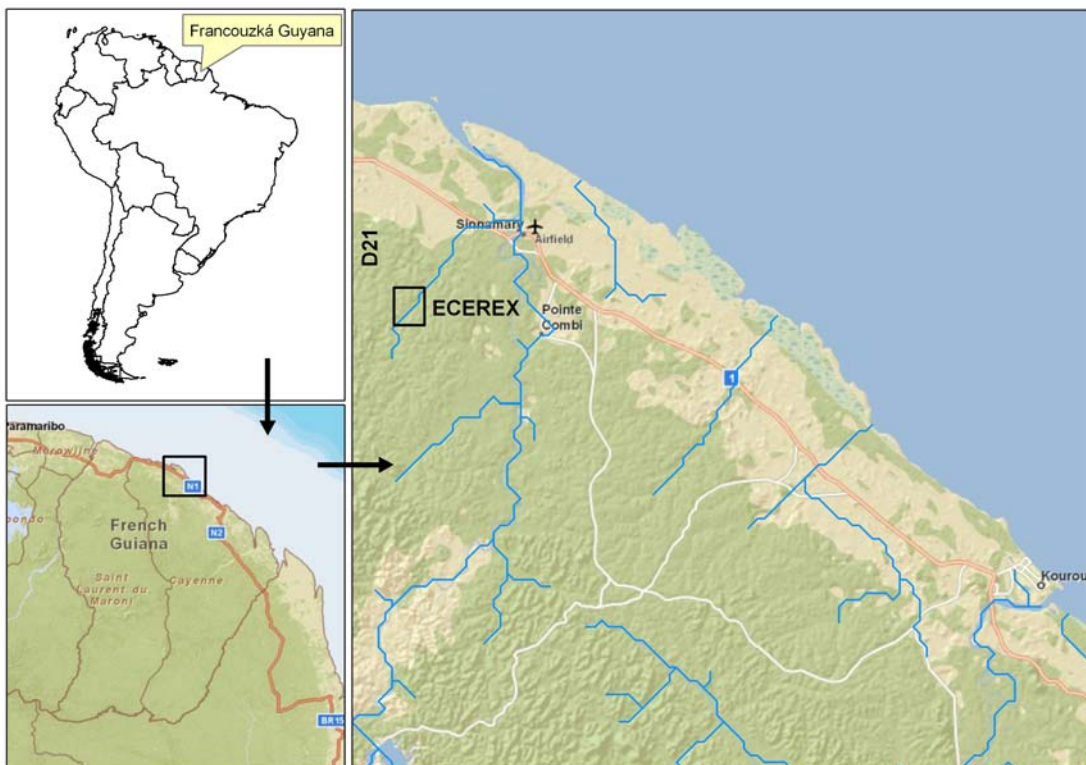 Francouzká Guyana
Paramaribo
Marowijne
N1
N2
French
Guiana
Saint
Laurent du
Maroni
Cayenne
BR15
D21
Sinnamary
Airfield
ECEREX
Pointe
Combi
1
Kourou